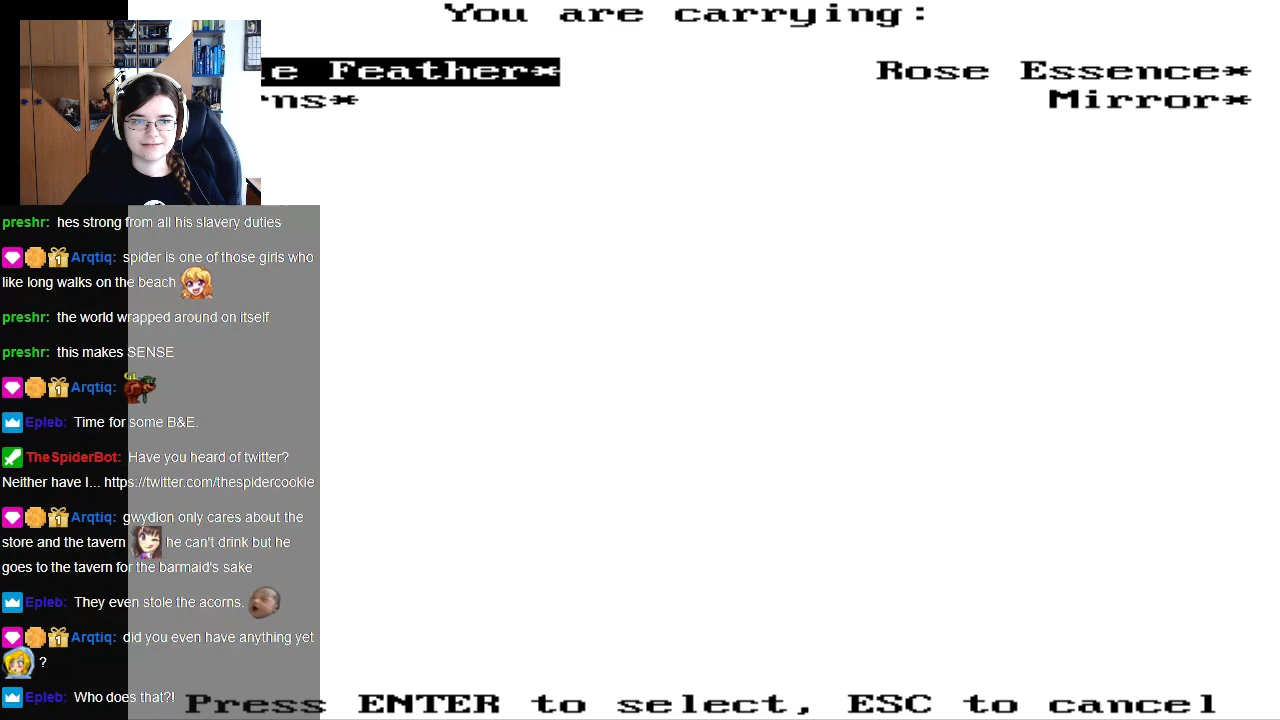 You are carrying:
e Feather*
Rose Essence*
rns*
Mirror*
preshr: hes strong from all his slavery duties
Arqtiq: spider is one of those girls who
like long walks on the beach
preshr: the world wrapped around on itself
preshr: this makes SENSE
Arqtiq:
GL
Epleb: Time for some B&E.
TheSpiderBot: Have you heard of twitter?
Neither have I... https://twitter.com/thespidercookie
1 Arqtiq: gwydion only cares about the
store and the tavern he can't drink but he
goes to the tavern for the barmaid's sake
Epleb: They even stole the acorns.
1 Arqtiq: did you even have anything yet
?
Epleb: Who does that?!
Press ENTER to select, ESC to cancel